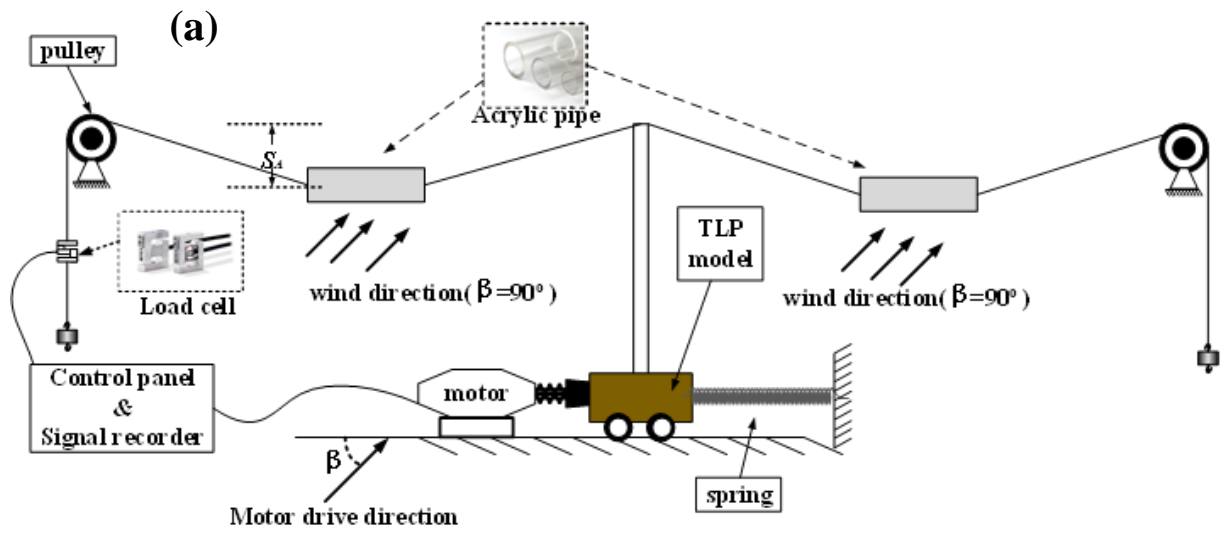 (a)
pulley
Acrylic pipe
S_A
TLP
model
wind direction( β=90° )
wind direction( β=90° )
Load cell
Control panel
&
Signal recorder
motor
β
spring
Motor drive direction